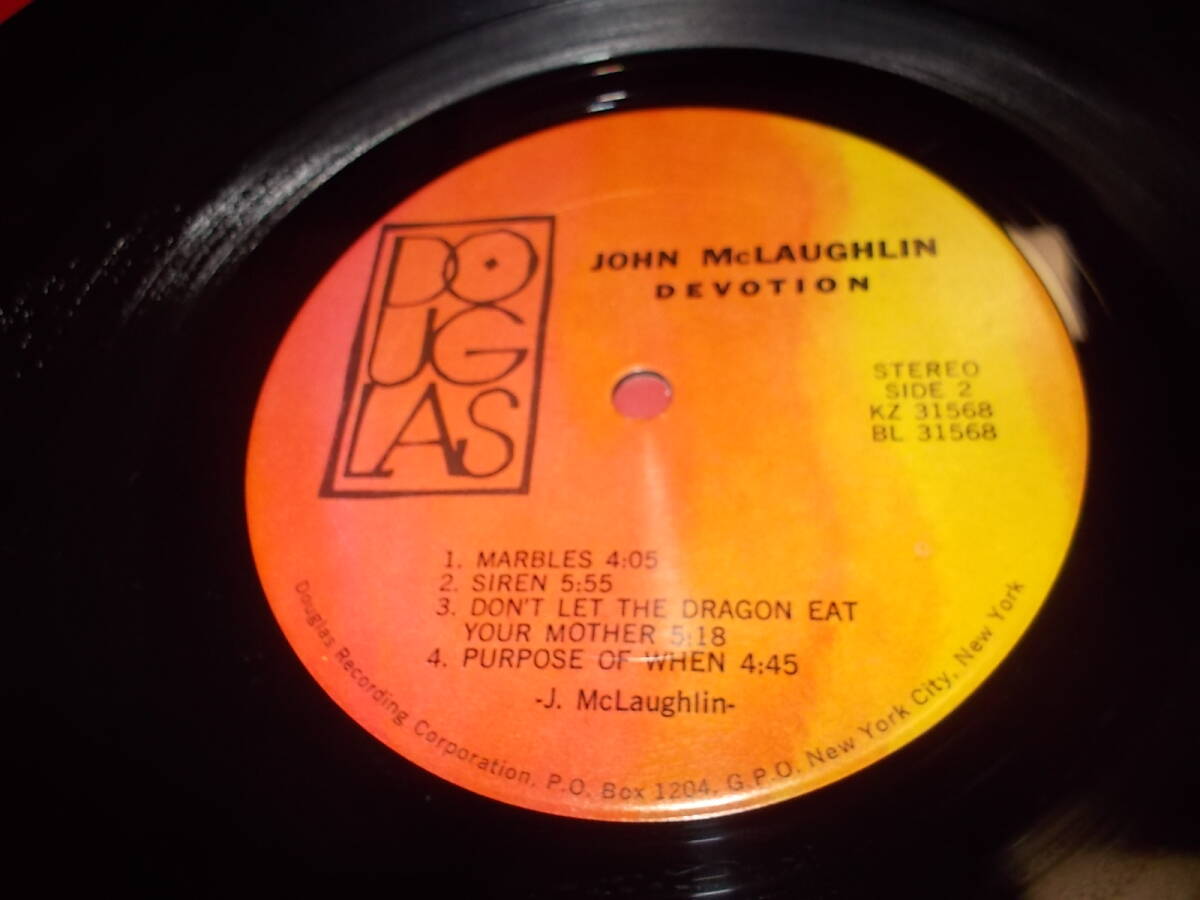 DOUGLAS
JOHN McLAUGHLIN
DEVOTION
STEREO
SIDE 2
KZ 31568
BL 31568
1. MARBLES 4:05
2. SIREN 5:55
3. DON'T LET THE DRAGON EAT
YOUR MOTHER 5:18
4. PURPOSE OF WHEN 4:45
-J. McLaughlin-
Douglas Recording Corporation, P.O. Box 1204, G.P.O. New York City, New York